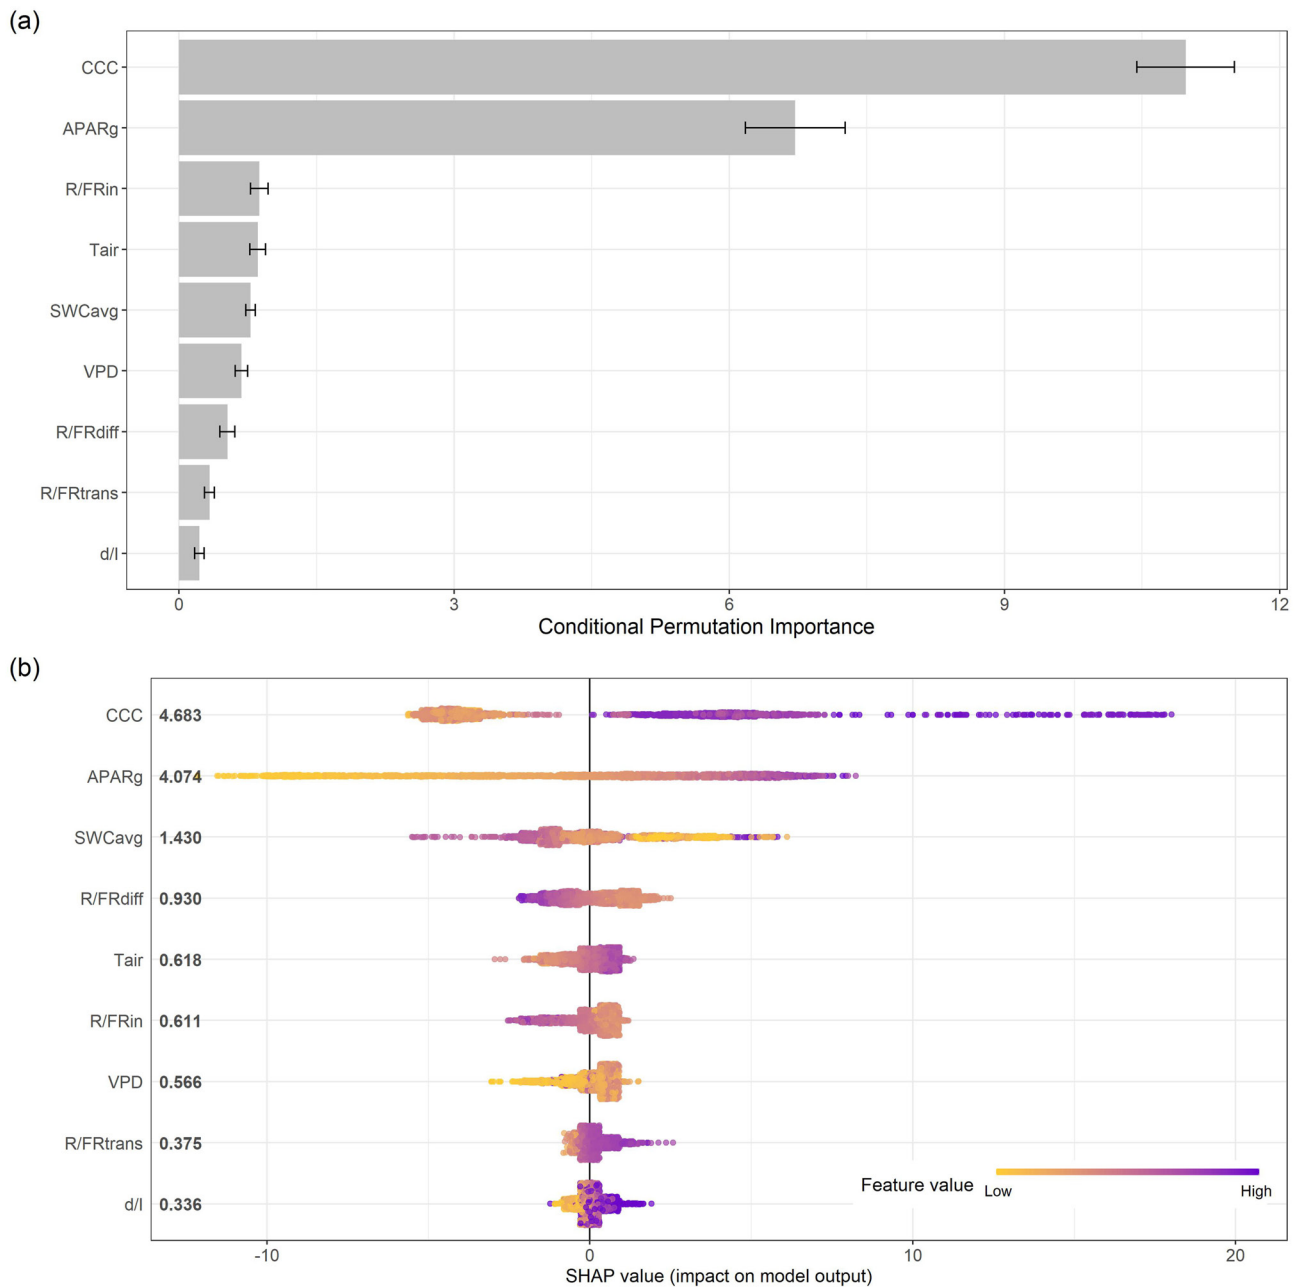 (a)
CCC
APARg
R/FRin
Tair
SWCavg
VPD
R/FRdiff
R/FRtrans
d/I
0 3 6 9 12
Conditional Permutation Importance
(b)
CCC 4.683
APARg 4.074
SWCavg 1.430
R/FRdiff 0.930
Tair 0.618
R/FRin 0.611
VPD 0.566
R/FRtrans 0.375
Feature value Low High
d/I 0.336
-10 0 10 20
SHAP value (impact on model output)